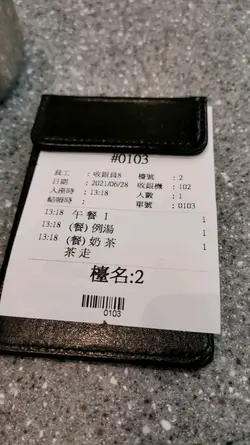 #0103
員工 : 收銀員8 檯號 : 2
日期 : 2021/06/28 收銀機 : 102
入座時 : 13:18 人數 : 1
結賬時 : 單號 : 0103
13:18 午餐 1 1
13:18 (餐)例湯 1
13:18 (餐)奶茶 1
茶走
檯名:2
0103